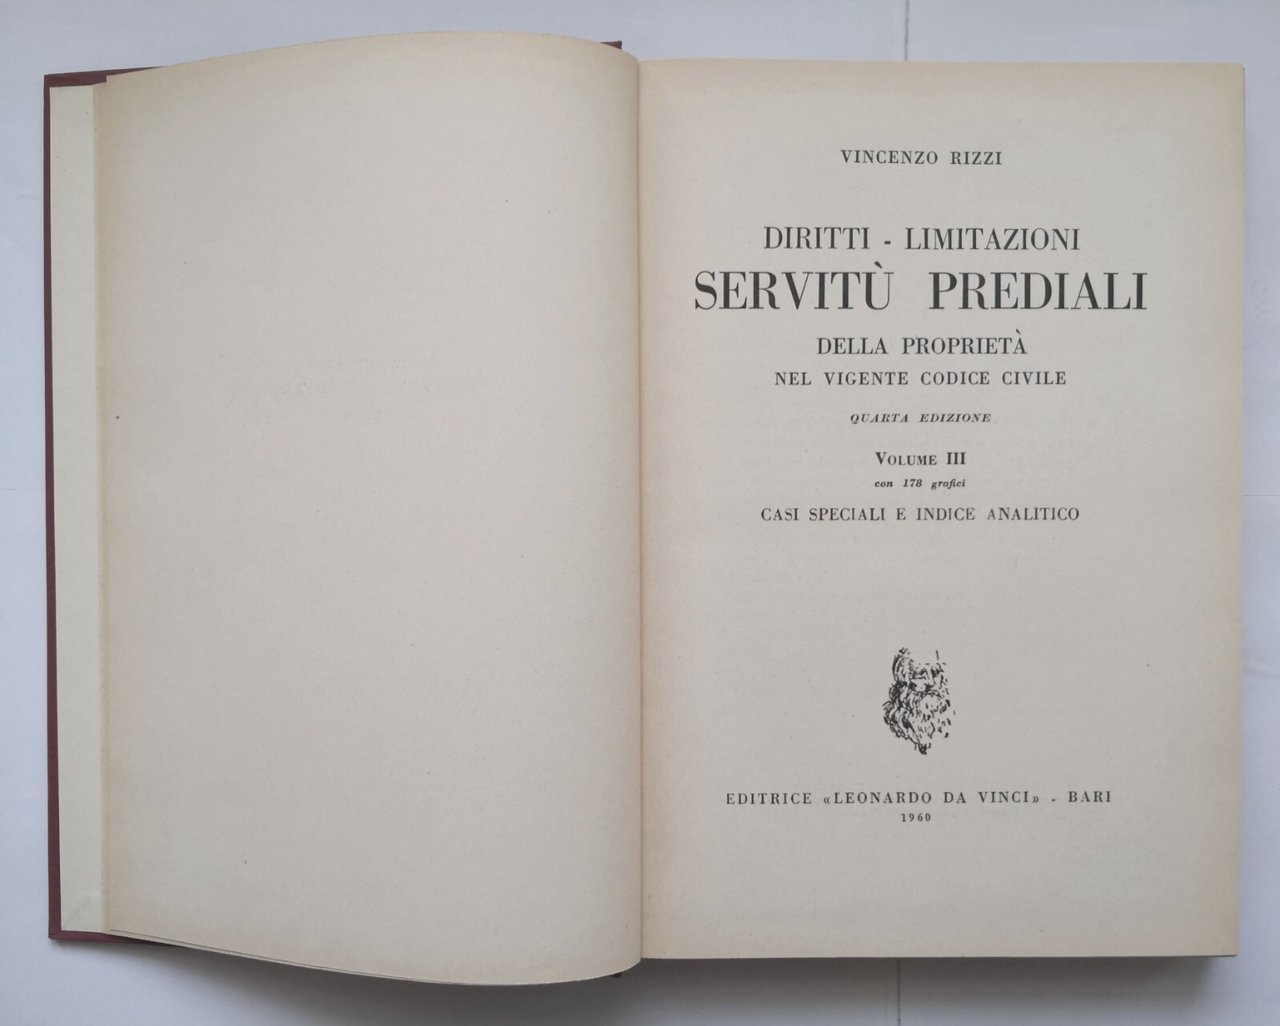 VINCENZO RIZZI
DIRITTI - LIMITAZIONI
SERVITÙ PREDIALI
DELLA PROPRIETÀ
NEL VIGENTE CODICE CIVILE
QUARTA EDIZIONE
VOLUME III
con 178 grafici
CASI SPECIALI E INDICE ANALITICO
EDITRICE «LEONARDO DA VINCI» - BARI
1960